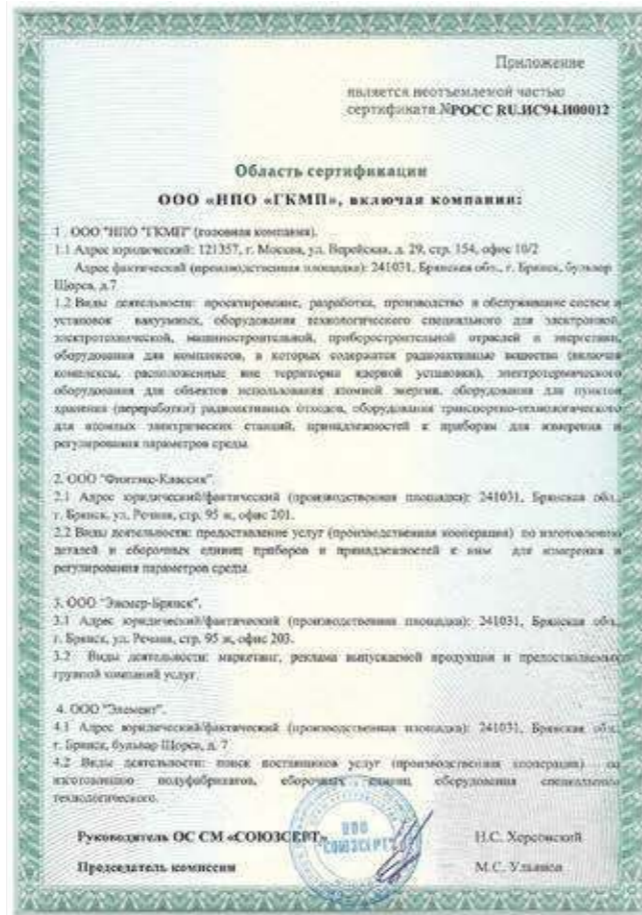 Приложение
является неотъемлемой частью
сертификата №РОСС RU.ИС94.И00012
Область сертификации
ООО «НПО «ГКМП», включая компании:
1 . ООО "НПО "ГКМП" (головная компания).
1.1 Адрес юридический: 121357, г. Москва, ул. Верейская, д. 29, стр. 154, офис 10/2
Адрес фактический (производственная площадка): 241031, Брянская обл., г. Брянск, бульвар
Щорса, д.7
1.2 Виды деятельности: проектирование, разработка, производство и обслуживание систем и
установок вакуумных, оборудования технологического специального для электронной,
электротехнической, машиностроительной, приборостроительной отраслей и энергетики,
оборудования для комплексов, в которых содержатся радиоактивные вещества (включая
комплексы, расположенные вне территории ядерной установки), электротермического
оборудования для объектов использования атомной энергии, оборудования для пунктов
хранения (переработки) радиоактивных отходов, оборудования транспортно-технологического
для атомных электрических станций, принадлежностей к приборам для измерения и
регулирования параметров среды
2. ООО "Финтэкс-Классик".
2.1 Адрес юридический/фактический (производственная площадка): 241031, Брянская обл.,
г. Брянск, ул. Речная, стр. 95 ж, офис 201.
2.2 Виды деятельности: предоставление услуг (производственная кооперация) по изготовлению
деталей и сборочных единиц приборов и принадлежностей к ним для измерения и
регулирования параметров среды
3. ООО "Экомер-Брянск".
3.1 Адрес юридический/фактический (производственная площадка): 241031, Брянская обл.,
г. Брянск, ул. Речная, стр. 95 ж, офис 203.
3.2 Виды деятельности: маркетинг, реклама выпускаемой продукции и предоставляемых
группой компаний услуг.
4. ООО "Элемент".
4.1 Адрес юридический/фактический (производственная площадка): 241031, Брянская обл.,
г. Брянск, бульвар Щорса, д. 7
4.2 Виды деятельности: поиск поставщиков услуг (производственная кооперация) по
изготовлению полуфабрикатов, сборочных единиц оборудования специального
технологического.
Руководитель ОС СМ «СОЮЗСЕРТ»
Н.С. Херсонский
ООО
СОЮЗСЕРТ
Председатель комиссии
М.С. Ульянов